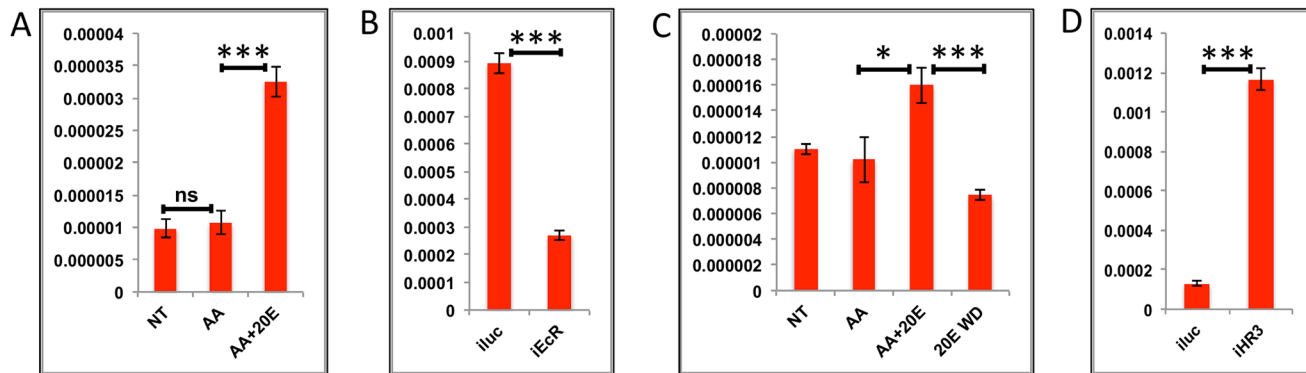 A
0.00004
0.000035
0.00003
0.000025
0.00002
0.000015
0.00001
0.000005
0
***
ns
NT
AA
AA+20E
B
0.001
0.0009
0.0008
0.0007
0.0006
0.0005
0.0004
0.0003
0.0002
0.0001
0
***
iluc
iEcR
C
0.00002
0.000018
0.000016
0.000014
0.000012
0.00001
0.000008
0.000006
0.000004
0.000002
0
*
***
NT
AA
AA+20E
20E WD
D
0.0014
0.0012
0.001
0.0008
0.0006
0.0004
0.0002
0
***
iluc
iHR3